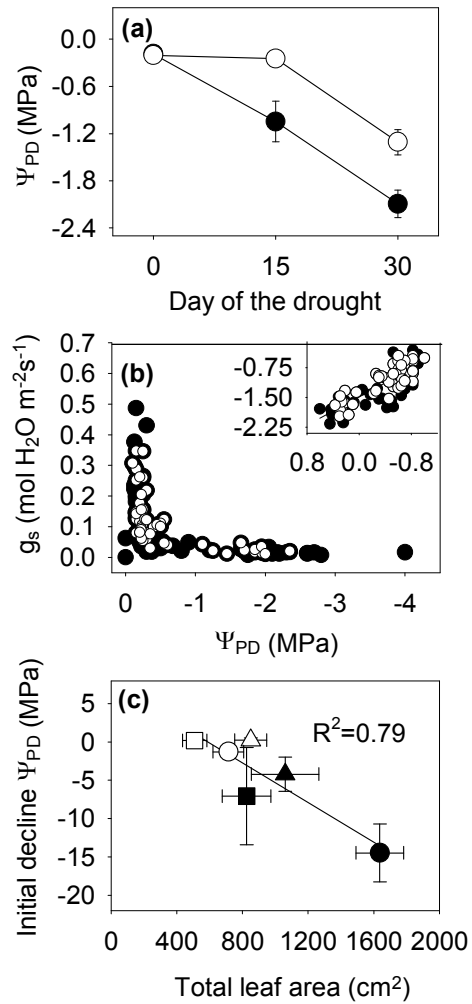 (a)
0.0
-0.6
-1.2
-1.8
-2.4
ΨPD (MPa)
0 15 30
Day of the drought
(b)
0.7
0.6
0.5
0.4
0.3
0.2
0.1
0.0
gs (mol H2O m-2s-1)
-0.75
-1.50
-2.25
0.8 0.0 -0.8
0 -1 -2 -3 -4
ΨPD (MPa)
(c)
R2=0.79
5
0
-5
-10
-15
-20
Initial decline ΨPD (MPa)
0 400 800 1200 1600 2000
Total leaf area (cm2)